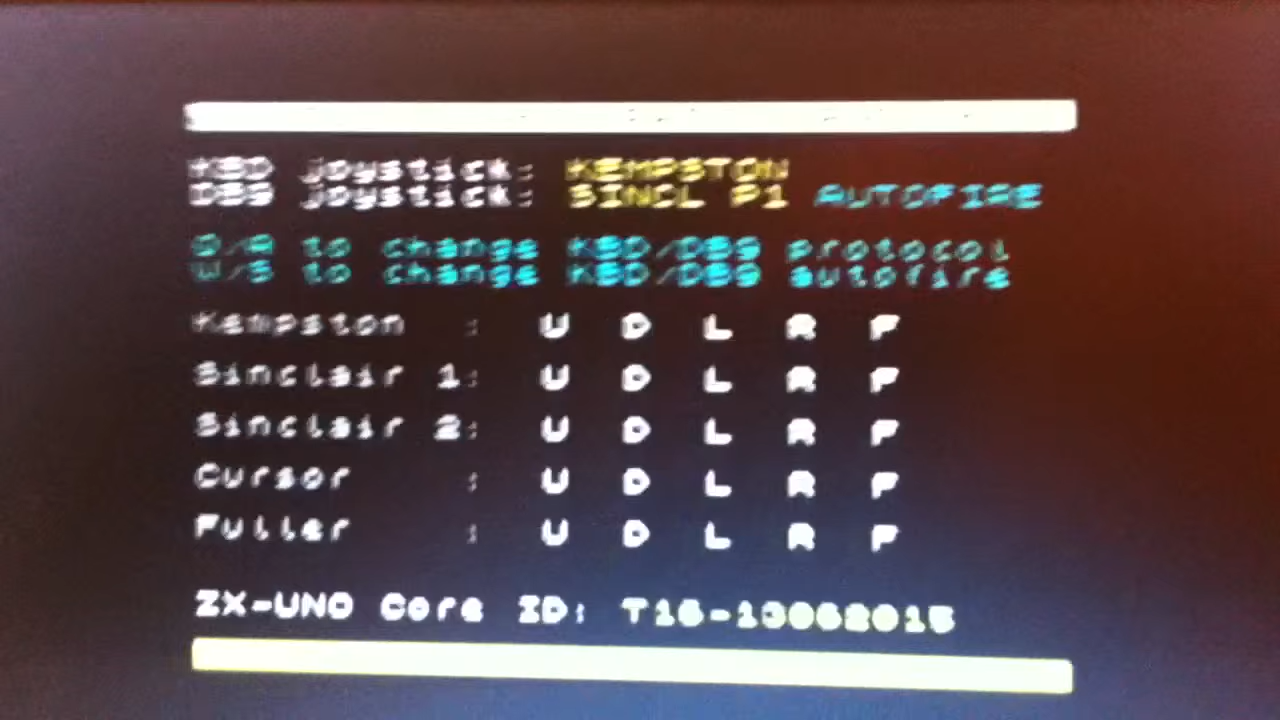 KBD joystick: KEMPSTON
DB9 joystick: SINCL P1 AUTOFIRE
Q/A to change KBD/DB9 protocol
W/S to change KBD/DB9 autofire
Kempston : U D L R F
Sinclair 1: U D L R F
Sinclair 2: U D L R F
Cursor : U D L R F
Fuller : U D L R F
ZX-UNO Core ID: T16-13062015